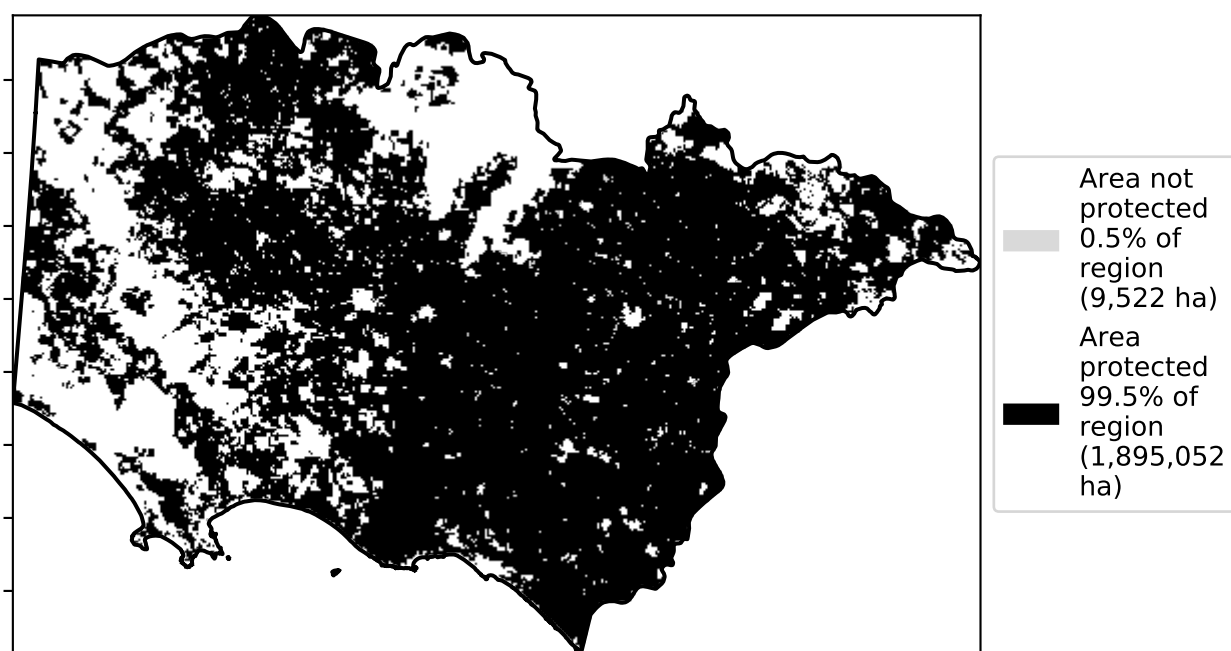 Area not
protected
0.5% of
region
(9,522 ha)
Area
protected
99.5% of
region
(1,895,052
ha)